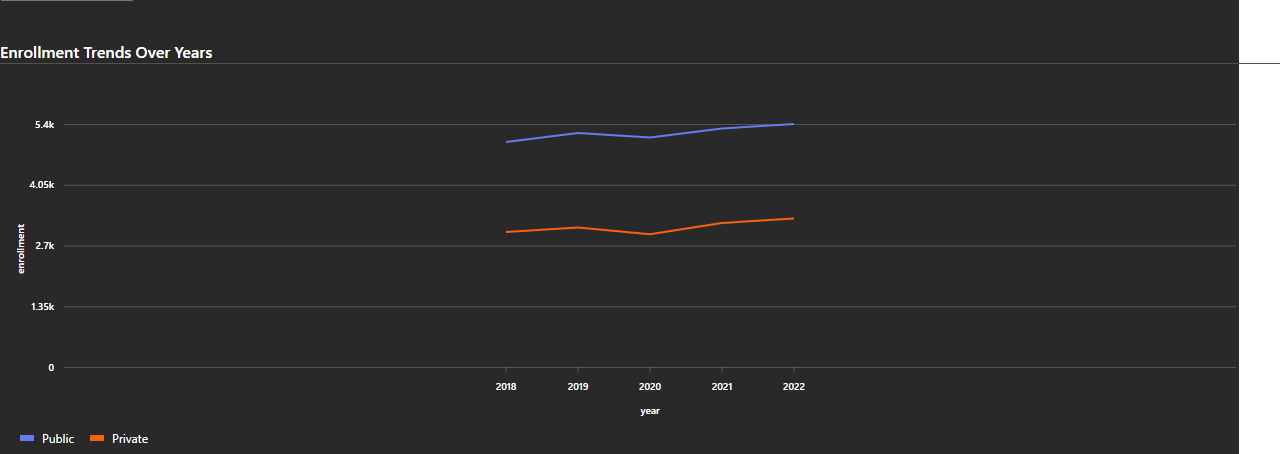 Enrollment Trends Over Years
5.4k
4.05k
2.7k
1.35k
0
enrollment
2018 2019 2020 2021 2022
year
Public Private